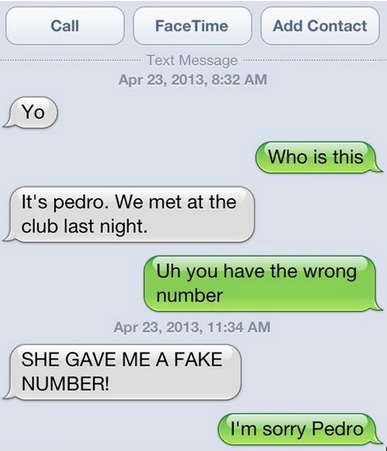 Call FaceTime Add Contact
Text Message
Apr 23, 2013, 8:32 AM
Yo
Who is this
It's pedro. We met at the
club last night.
Uh you have the wrong
number
Apr 23, 2013, 11:34 AM
SHE GAVE ME A FAKE
NUMBER!
I'm sorry Pedro